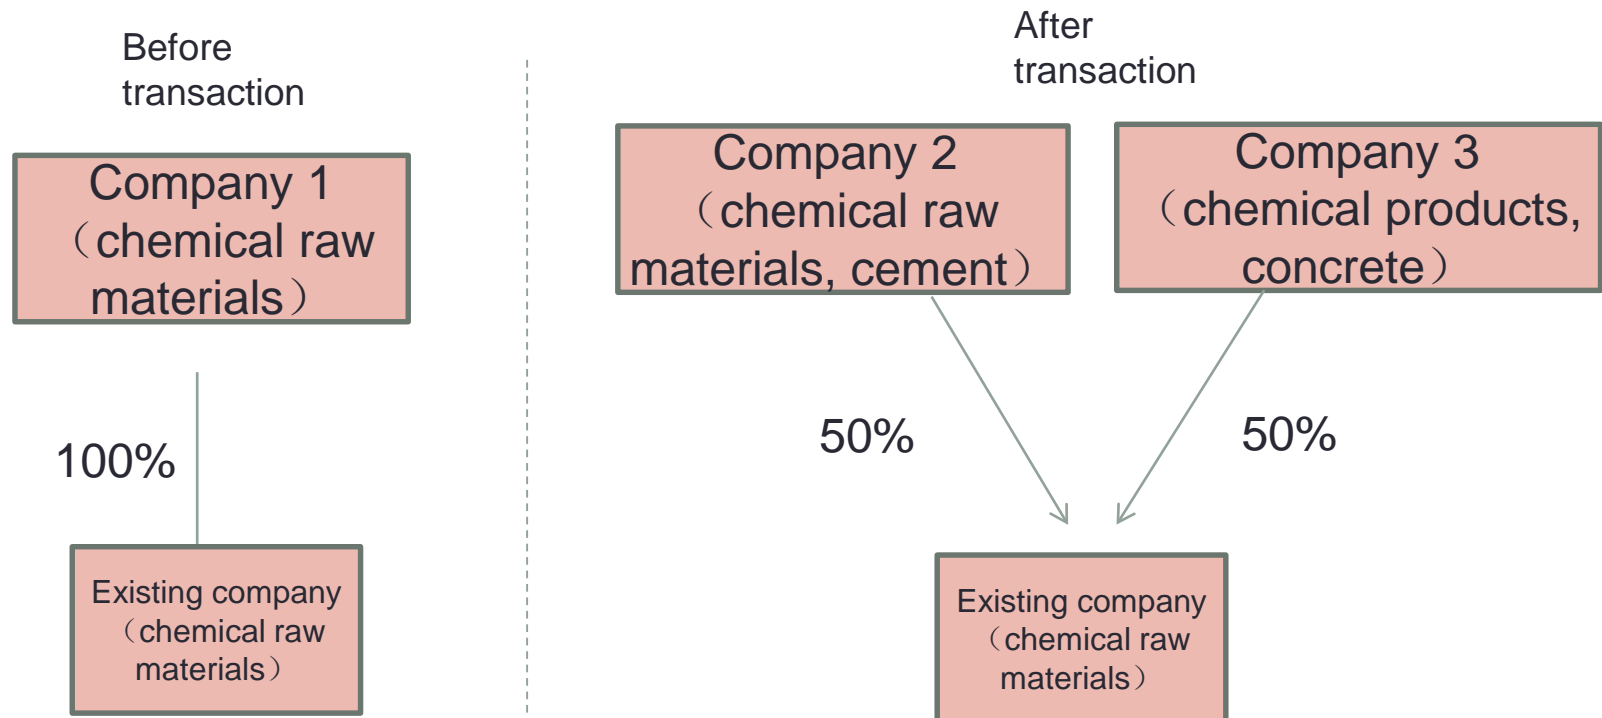 Before
transaction
Company 1
（chemical raw
materials）
100%
Existing company
（chemical raw
materials）
After
transaction
Company 2
（chemical raw
materials, cement）
Company 3
（chemical products,
concrete）
50%
50%
Existing company
（chemical raw
materials）